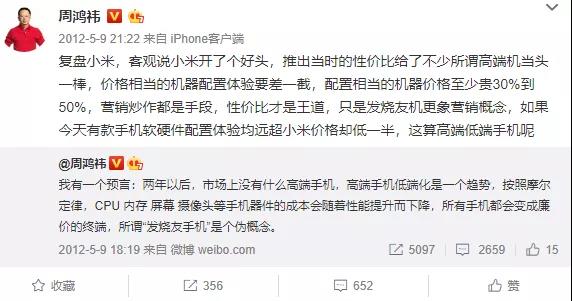 周鸿祎
2012-5-9 21:22 来自 iPhone客户端
复盘小米，客观说小米开了个好头，推出当时的性价比给了不少所谓高端机当头
一棒，价格相当的机器配置体验要差一截，配置相当的机器价格至少贵30%到
50%，营销炒作都是手段，性价比才是王道，只是发烧友机更象营销概念，如果
今天有款手机软硬件配置体验均远超小米价格却低一半，这算高端低端手机呢
@周鸿祎
我有一个预言：两年以后，市场上没有什么高端手机，高端手机低端化是一个趋势，按照摩尔
定律，CPU 内存 屏幕 摄像头等手机器件的成本会随着性能提升而下降，所有手机都会变成廉
价的终端，所谓“发烧友手机”是个伪概念。
2012-5-9 18:19 来自 微博 weibo.com 5097 2659 15
收藏 356 652 赞